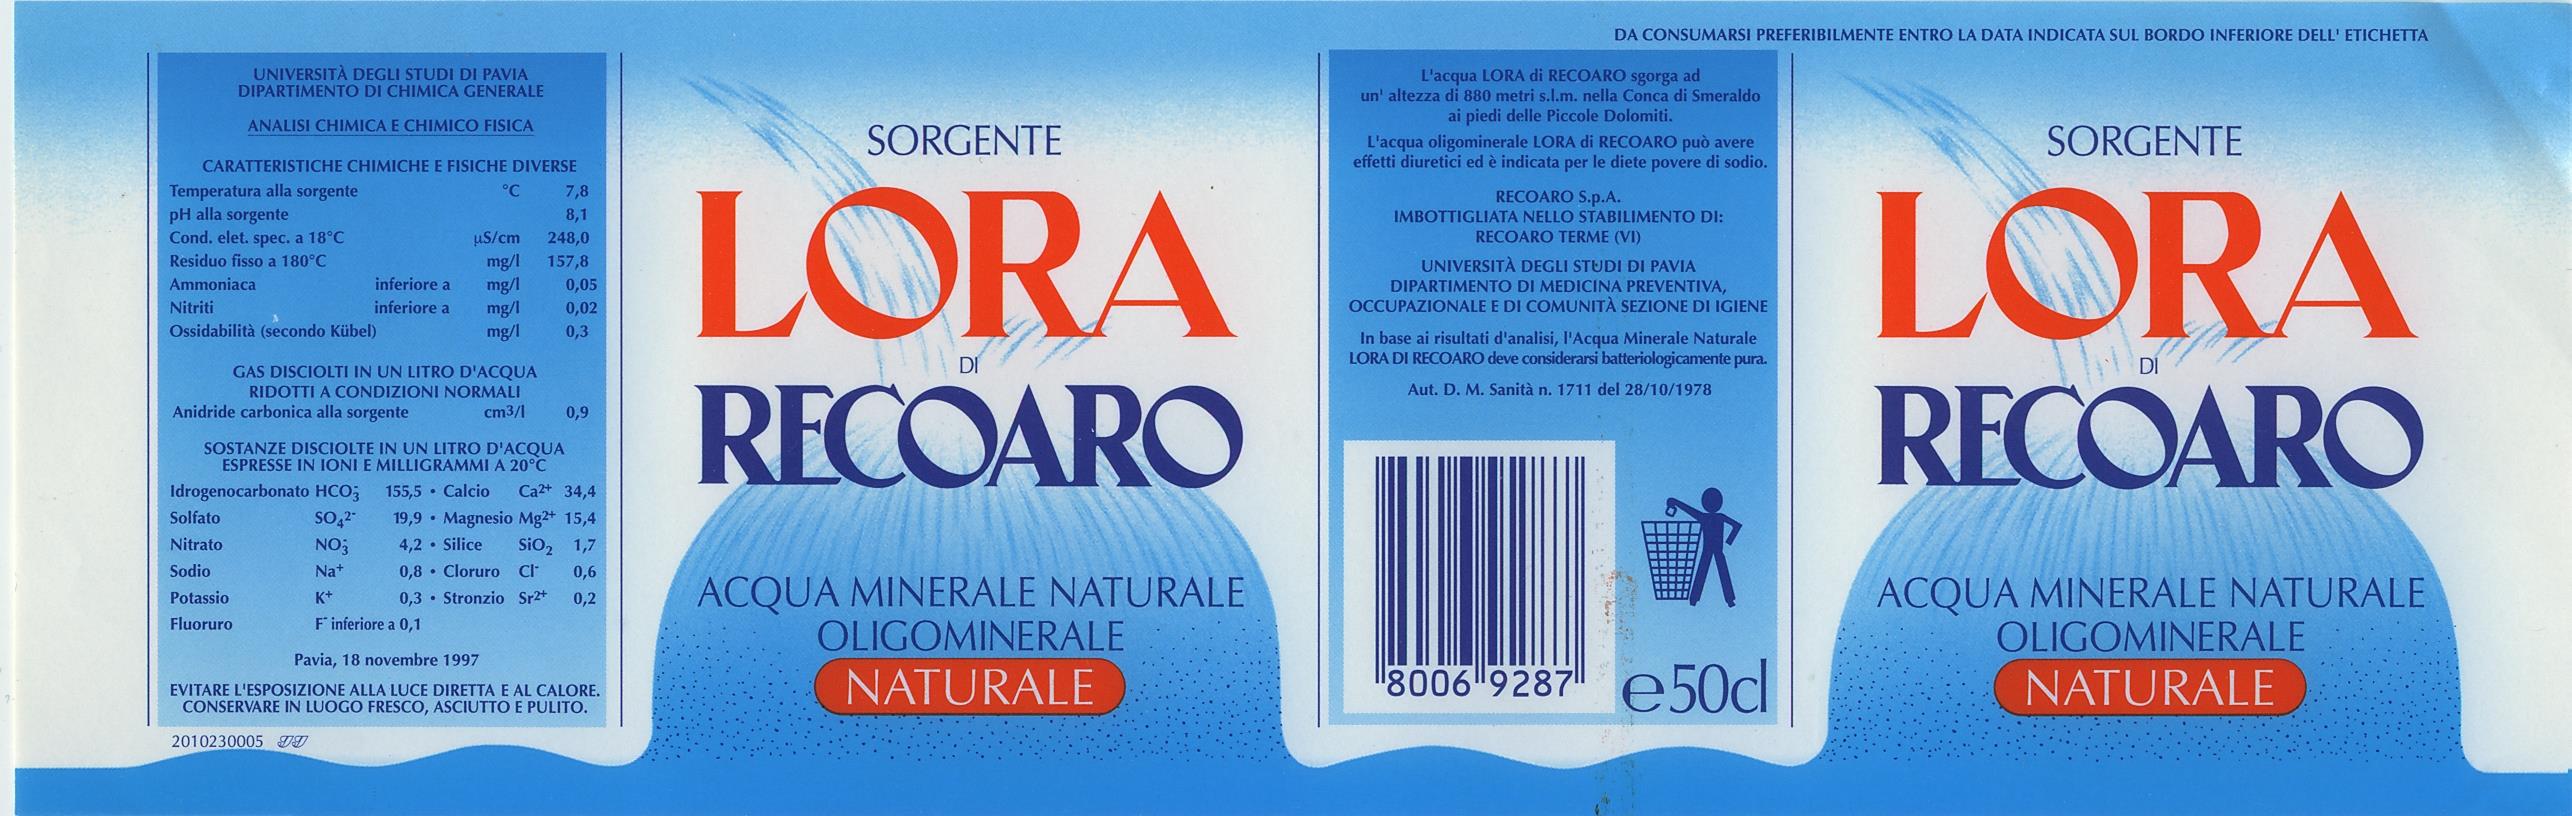 DA CONSUMARSI PREFERIBILMENTE ENTRO LA DATA INDICATA SUL BORDO INFERIORE DELL' ETICHETTA
UNIVERSITÀ DEGLI STUDI DI PAVIA
DIPARTIMENTO DI CHIMICA GENERALE
ANALISI CHIMICA E CHIMICO FISICA
CARATTERISTICHE CHIMICHE E FISICHE DIVERSE
Temperatura alla sorgente °C 7,8
pH alla sorgente 8,1
Cond. elet. spec. a 18°C µS/cm 248,0
Residuo fisso a 180°C mg/l 157,8
Ammoniaca inferiore a mg/l 0,05
Nitriti inferiore a mg/l 0,02
Ossidabilità (secondo Kübel) mg/l 0,3
GAS DISCIOLTI IN UN LITRO D'ACQUA
RIDOTTI A CONDIZIONI NORMALI
Anidride carbonica alla sorgente cm3/l 0,9
SOSTANZE DISCIOLTE IN UN LITRO D'ACQUA
ESPRESSE IN IONI E MILLIGRAMMI A 20°C
Idrogenocarbonato HCO₃⁻ 155,5 • Calcio Ca²⁺ 34,4
Solfato SO₄²⁻ 19,9 • Magnesio Mg²⁺ 15,4
Nitrato NO₃⁻ 4,2 • Silice SiO₂ 1,7
Sodio Na⁺ 0,8 • Cloruro Cl⁻ 0,6
Potassio K⁺ 0,3 • Stronzio Sr²⁺ 0,2
Fluoruro F⁻ inferiore a 0,1
Pavia, 18 novembre 1997
EVITARE L'ESPOSIZIONE ALLA LUCE DIRETTA E AL CALORE.
CONSERVARE IN LUOGO FRESCO, ASCIUTTO E PULITO.
2010230005
SORGENTE
LORA
DI
RECOARO
ACQUA MINERALE NATURALE
OLIGOMINERALE
NATURALE
L'acqua LORA di RECOARO sgorga ad
un' altezza di 880 metri s.l.m. nella Conca di Smeraldo
ai piedi delle Piccole Dolomiti.
L'acqua oligominerale LORA di RECOARO può avere
effetti diuretici ed è indicata per le diete povere di sodio.
RECOARO S.p.A.
IMBOTTIGLIATA NELLO STABILIMENTO DI:
RECOARO TERME (VI)
UNIVERSITÀ DEGLI STUDI DI PAVIA
DIPARTIMENTO DI MEDICINA PREVENTIVA,
OCCUPAZIONALE E DI COMUNITÀ SEZIONE DI IGIENE
In base ai risultati d'analisi, l'Acqua Minerale Naturale
LORA DI RECOARO deve considerarsi batteriologicamente pura.
Aut. D. M. Sanità n. 1711 del 28/10/1978
8006 9287
e 50cl
SORGENTE
LORA
DI
RECOARO
ACQUA MINERALE NATURALE
OLIGOMINERALE
NATURALE